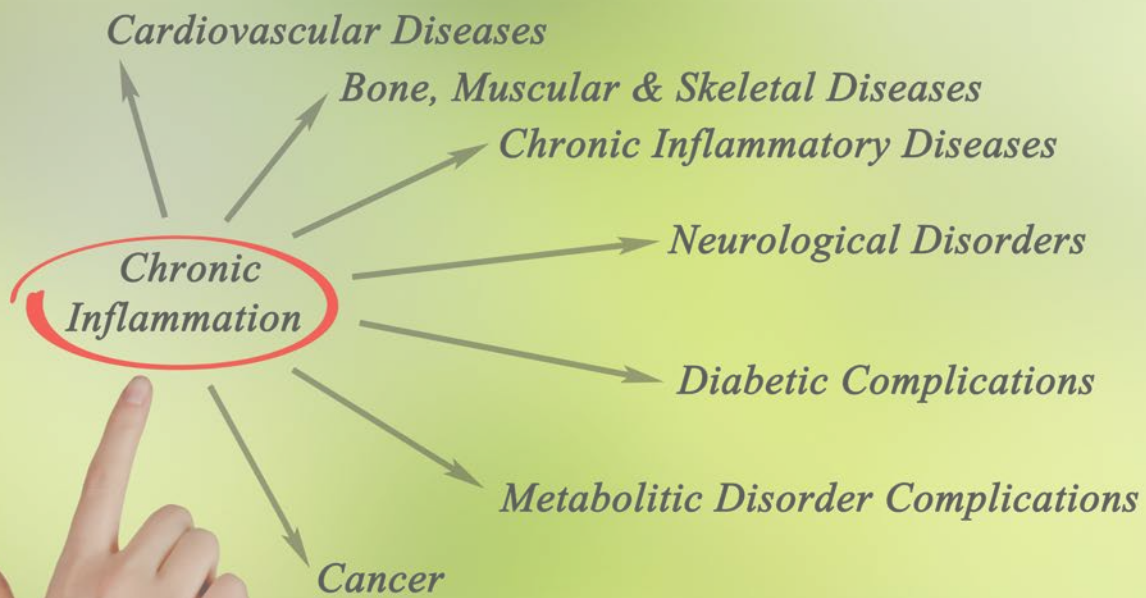 Cardiovascular Diseases
Bone, Muscular & Skeletal Diseases
Chronic Inflammatory Diseases
Neurological Disorders
Chronic
Inflammation
Diabetic Complications
Metabolitic Disorder Complications
Cancer